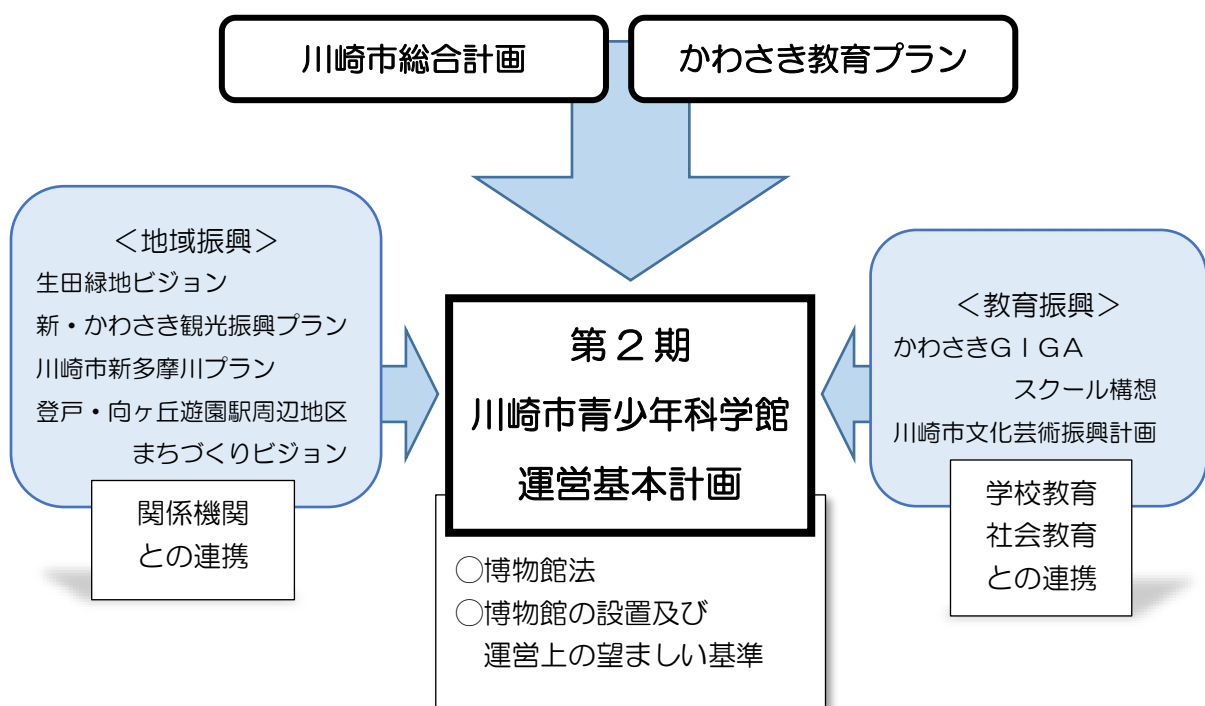 川崎市総合計画
かわさき教育プラン
＜地域振興＞
生田緑地ビジョン
新・かわさき観光振興プラン
川崎市新多摩川プラン
登戸・向ヶ丘遊園駅周辺地区
まちづくりビジョン
関係機関
との連携
第２期
川崎市青少年科学館
運営基本計画
○博物館法
○博物館の設置及び
運営上の望ましい基準
＜教育振興＞
かわさきＧＩＧＡ
スクール構想
川崎市文化芸術振興計画
学校教育
社会教育
との連携